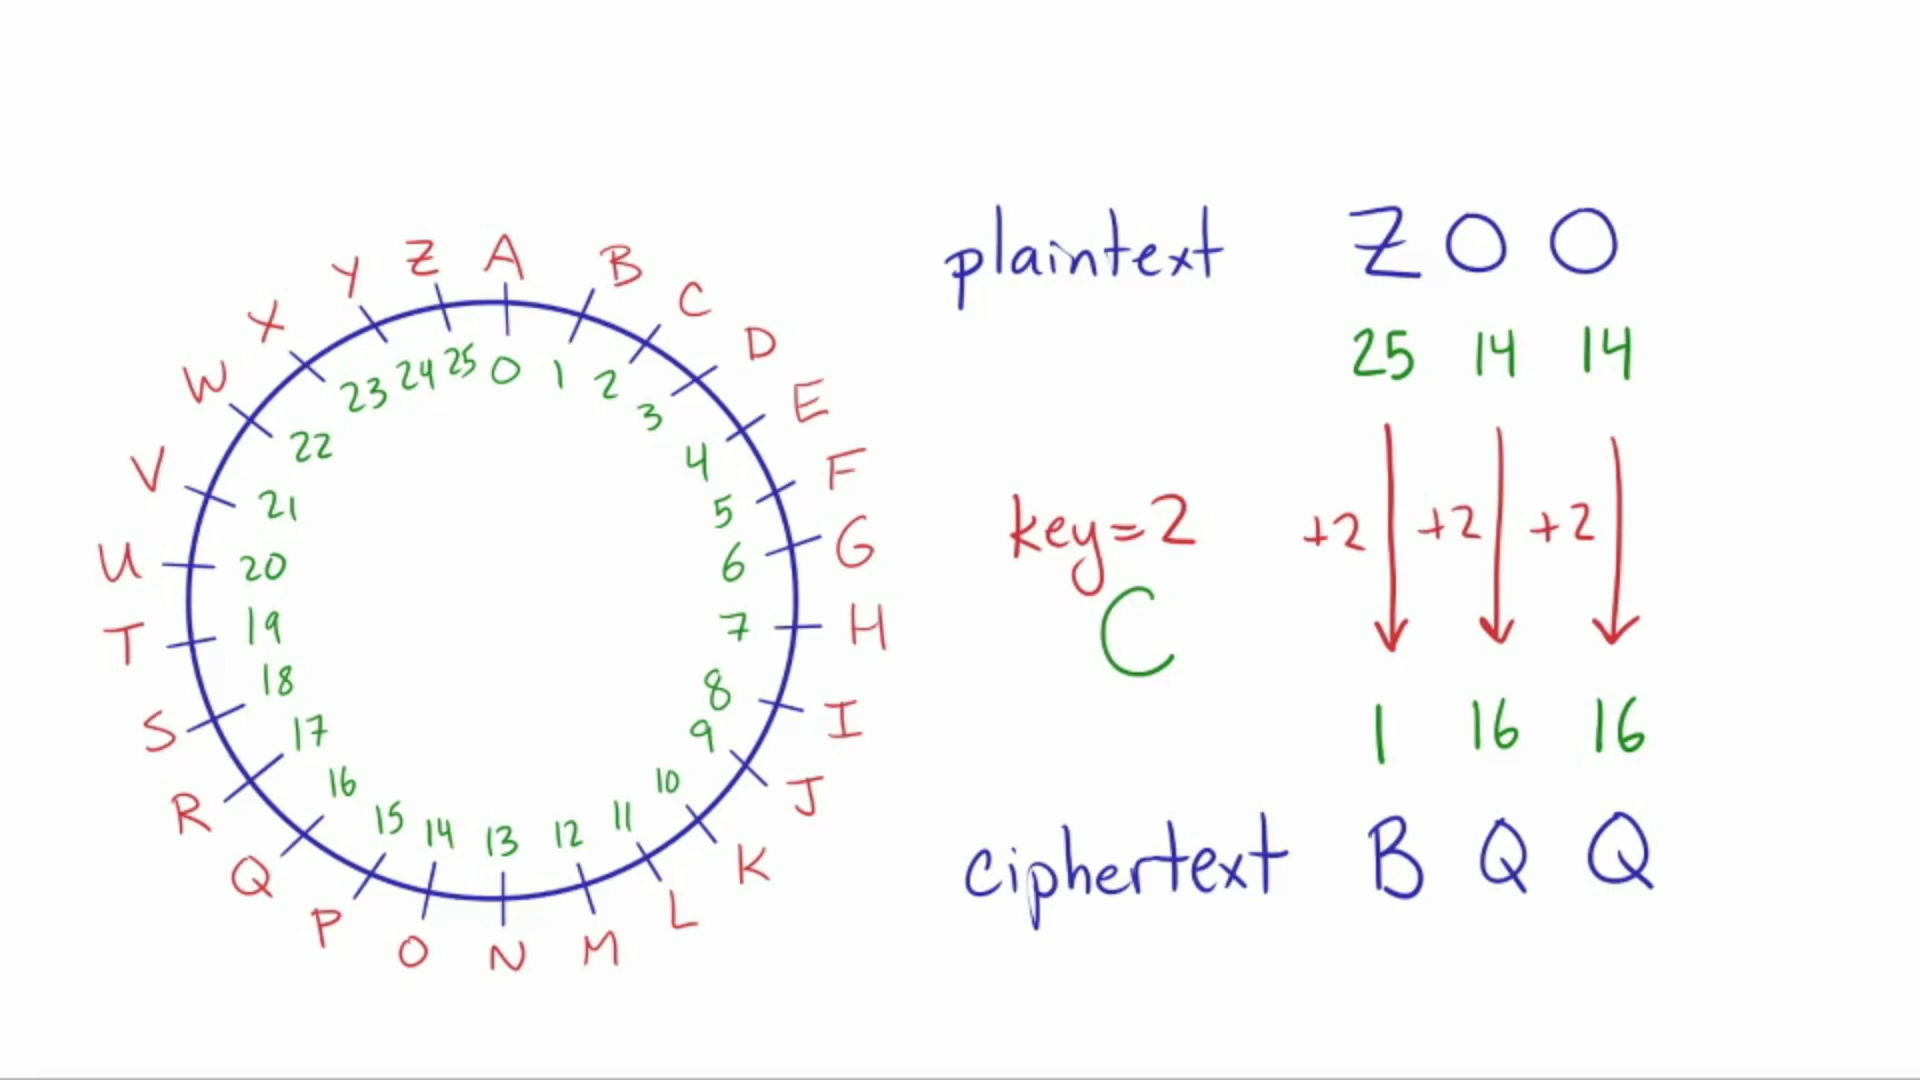 A B C D E F G H I J K L M N O P Q R S T U V W X Y Z
0 1 2 3 4 5 6 7 8 9 10 11 12 13 14 15 16 17 18 19 20 21 22 23 24 25
plaintext Z O O
25 14 14
key=2 +2 +2 +2
C
1 16 16
ciphertext B Q Q